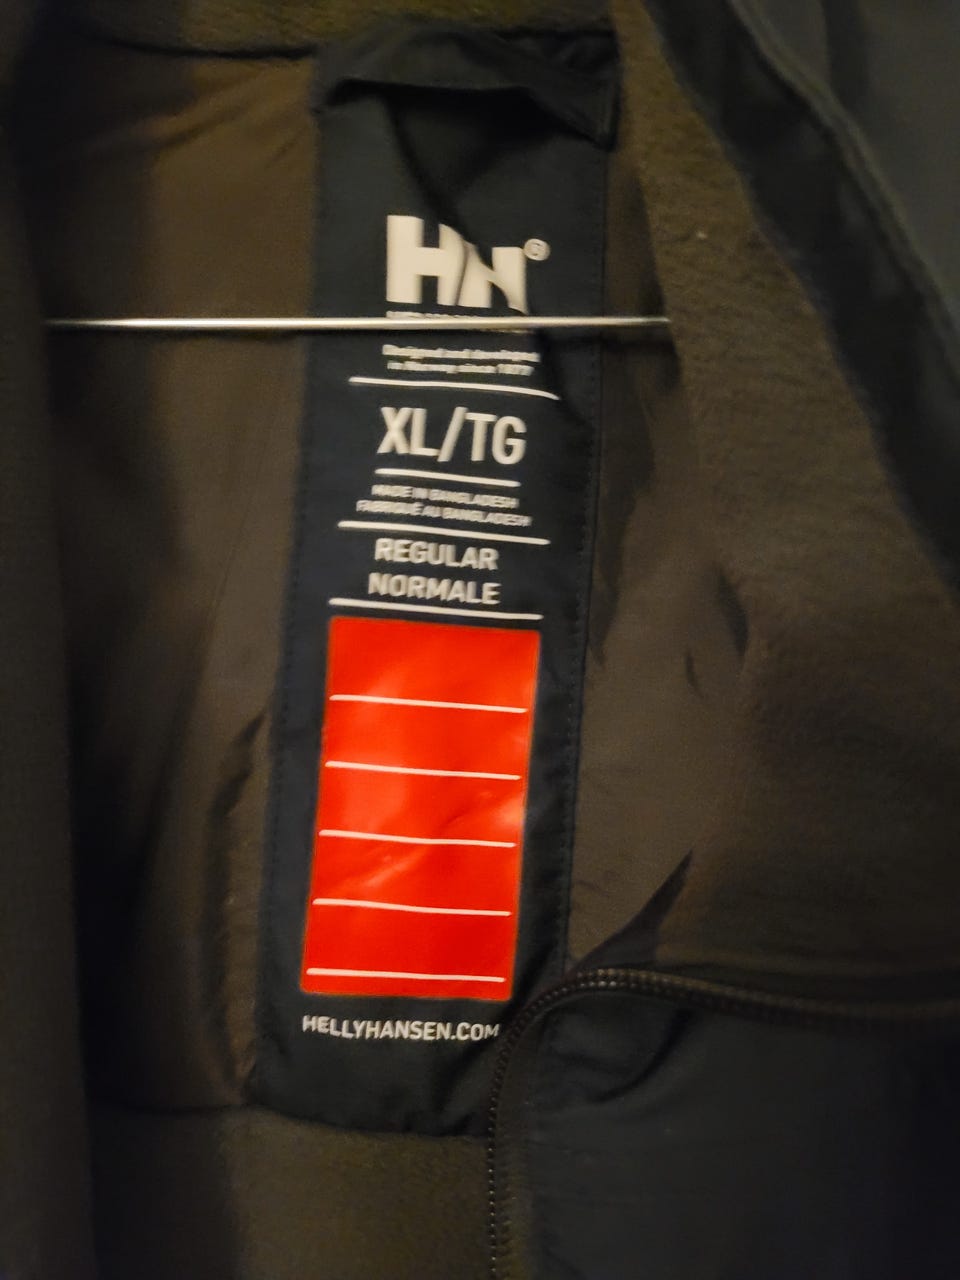 HH®
Designed and developed
in Norway since 1877
XL/TG
MADE IN BANGLADESH
FABRIQUÉ AU BANGLADESH
REGULAR
NORMALE
HELLYHANSEN.COM